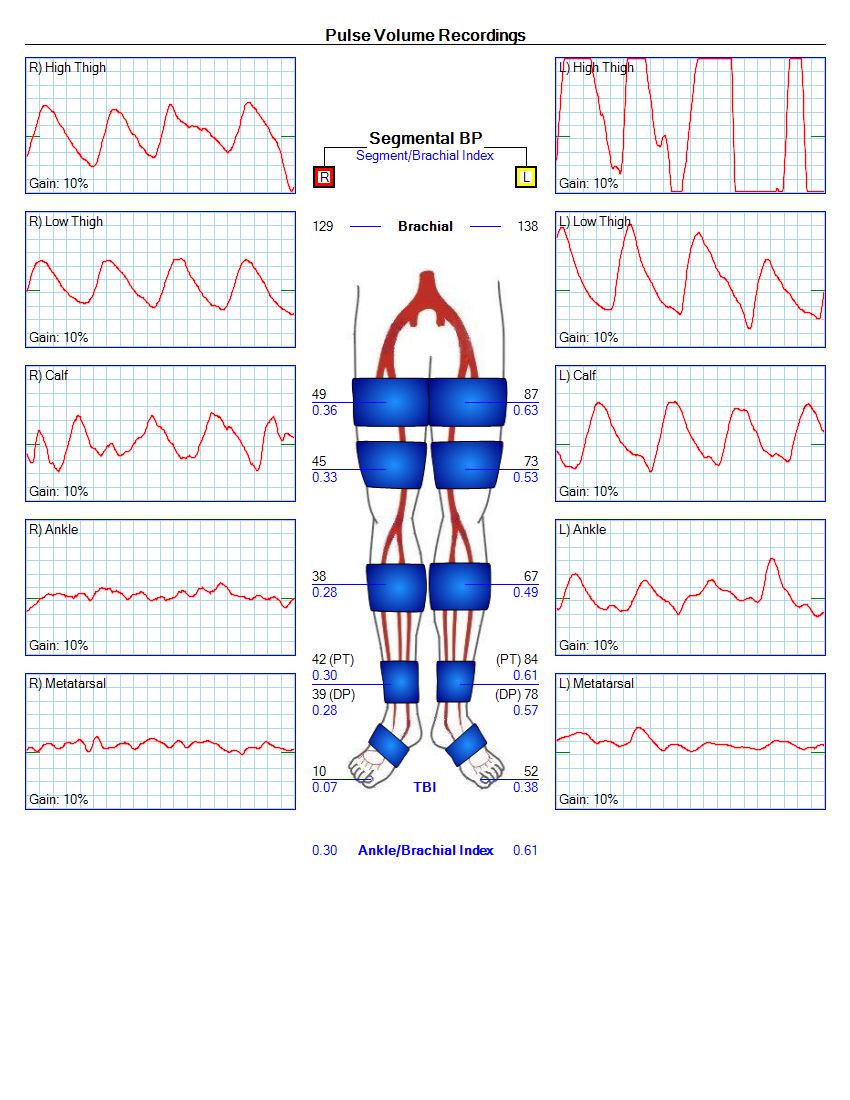 Pulse Volume Recordings
R) High Thigh
Gain: 10%
R) Low Thigh
Gain: 10%
R) Calf
Gain: 10%
R) Ankle
Gain: 10%
R) Metatarsal
Gain: 10%
Segmental BP
Segment/Brachial Index
R L
129 Brachial 138
49 87
0.36 0.63
45 73
0.33 0.53
38 67
0.28 0.49
42 (PT) (PT) 84
0.30 0.61
39 (DP) (DP) 78
0.28 0.57
10 52
0.07 TBI 0.38
0.30 Ankle/Brachial Index 0.61
L) High Thigh
Gain: 10%
L) Low Thigh
Gain: 10%
L) Calf
Gain: 10%
L) Ankle
Gain: 10%
L) Metatarsal
Gain: 10%